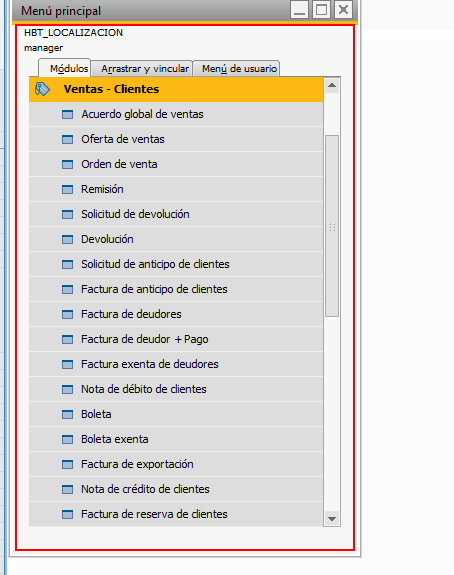 Menú principal
HBT_LOCALIZACION
manager
Módulos
Arrastrar y vincular
Menú de usuario
Ventas - Clientes
Acuerdo global de ventas
Oferta de ventas
Orden de venta
Remisión
Solicitud de devolución
Devolución
Solicitud de anticipo de clientes
Factura de anticipo de clientes
Factura de deudores
Factura de deudor + Pago
Factura exenta de deudores
Nota de débito de clientes
Boleta
Boleta exenta
Factura de exportación
Nota de crédito de clientes
Factura de reserva de clientes